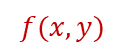 f(x, y)